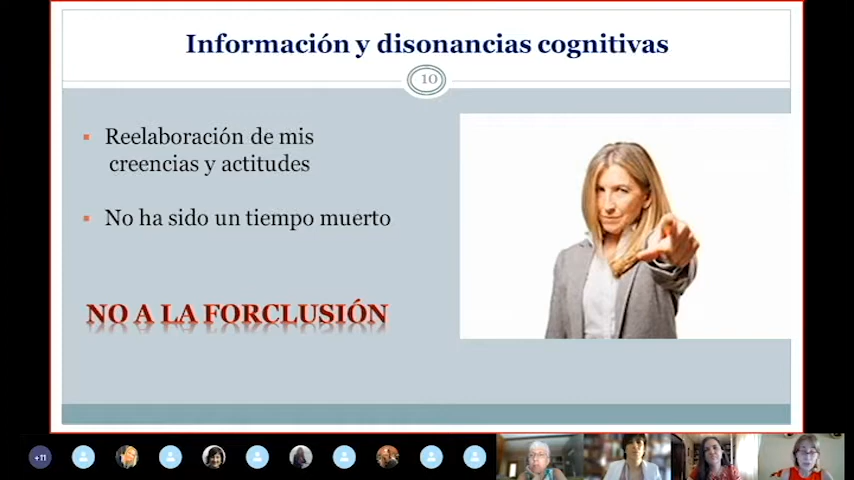 Información y disonancias cognitivas
10
Reelaboración de mis
creencias y actitudes
No ha sido un tiempo muerto
NO A LA FORCLUSIÓN
+11